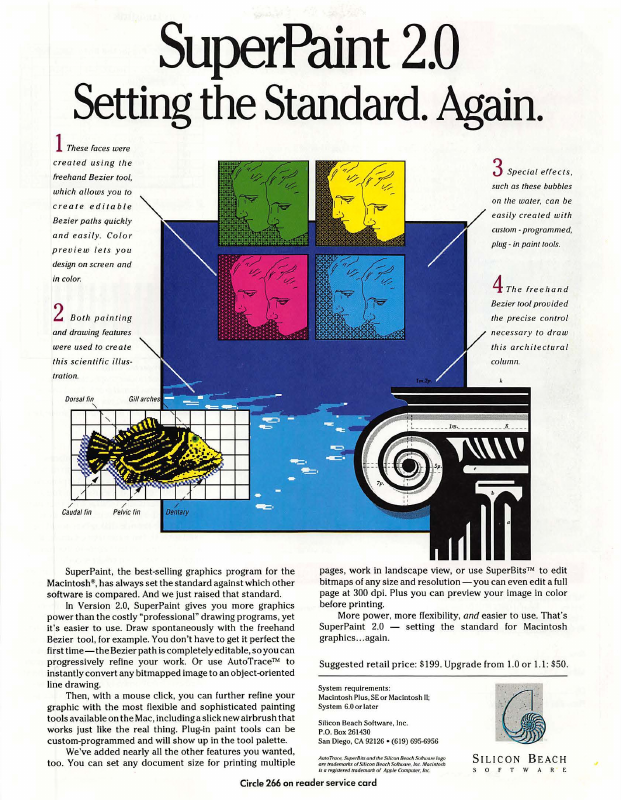 SuperPaint 2.0
Setting the Standard. Again.
1 These faces were
created using the
freehand Bezier tool,
which allows you to
create editable
Bezier paths quickly
and easily. Color
preview lets you
design on screen and
in color.
2 Both painting
and drawing features
were used to create
this scientific illus-
tration.
3 Special effects,
such as these bubbles
on the water, can be
easily created with
custom - programmed,
plug - in paint tools.
4 The freehand
Bezier tool provided
the precise control
necessary to draw
this architectural
column.
Dorsal fin
Gill arches
Caudal fin
Pelvic fin
Dentary
1m.
5p.
7p.
SuperPaint, the best-selling graphics program for the
Macintosh®, has always set the standard against which other
software is compared. And we just raised that standard.
In Version 2.0, SuperPaint gives you more graphics
power than the costly “professional” drawing programs, yet
it's easier to use. Draw spontaneously with the freehand
Bezier tool, for example. You don't have to get it perfect the
first time — the Bezier path is completely editable, so you can
progressively refine your work. Or use AutoTrace™ to
instantly convert any bitmapped image to an object-oriented
line drawing.
Then, with a mouse click, you can further refine your
graphic with the most flexible and sophisticated painting
tools available on the Mac, including a slick new airbrush that
works just like the real thing. Plug-in paint tools can be
custom-programmed and will show up in the tool palette.
We've added nearly all the other features you wanted,
too. You can set any document size for printing multiple
pages, work in landscape view, or use SuperBits™ to edit
bitmaps of any size and resolution — you can even edit a full
page at 300 dpi. Plus you can preview your image in color
before printing.
More power, more flexibility, and easier to use. That's
SuperPaint 2.0 — setting the standard for Macintosh
graphics...again.
Suggested retail price: $199. Upgrade from 1.0 or 1.1: $50.
System requirements:
Macintosh Plus, SE or Macintosh II;
System 6.0 or later
Silicon Beach Software, Inc.
P.O. Box 261430
San Diego, CA 92126 • (619) 695-6956
AutoTrace, SuperBits and the Silicon Beach Software logo
are trademarks of Silicon Beach Software, Inc. Macintosh
is a registered trademark of Apple Computer, Inc.
SILICON BEACH
SOFTWARE
Circle 266 on reader service card